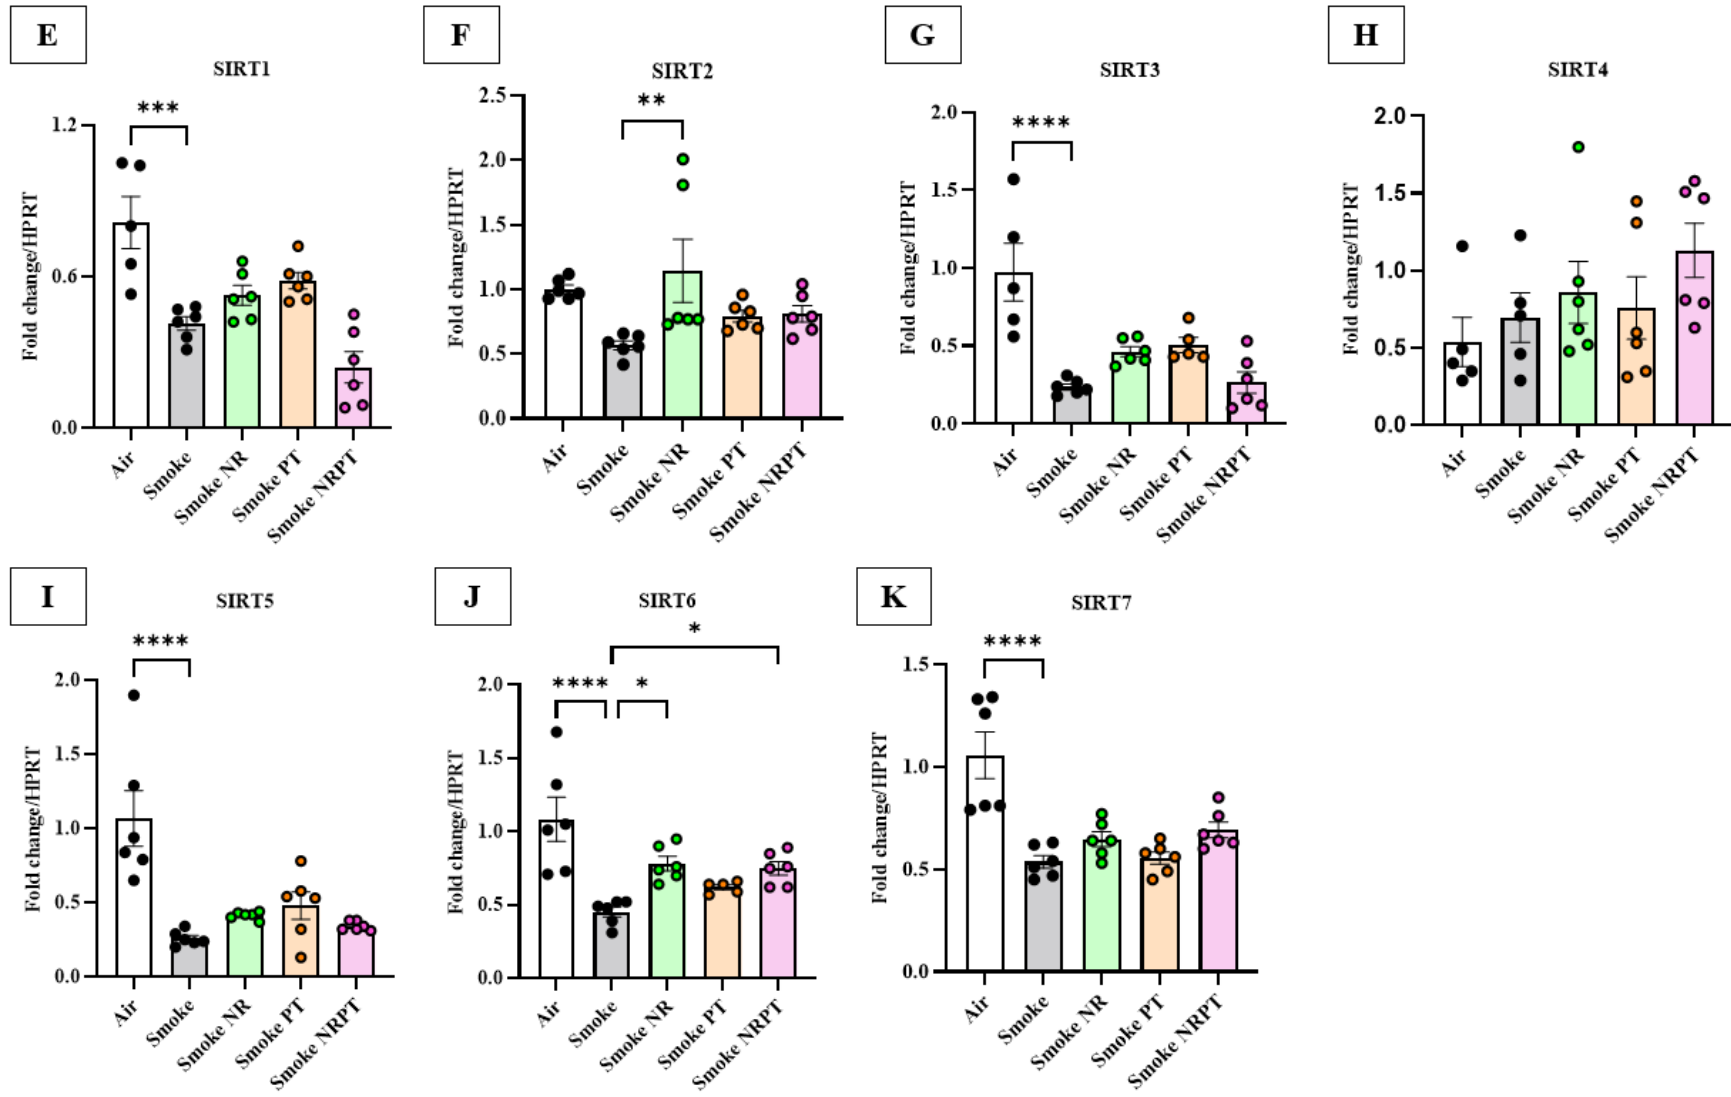 E
SIRT1
***
1.2
0.6
0.0
Fold change/HPRT
Air
Smoke
Smoke NR
Smoke PT
Smoke NRPT
F
SIRT2
**
2.5
2.0
1.5
1.0
0.5
0.0
Fold change/HPRT
Air
Smoke
Smoke NR
Smoke PT
Smoke NRPT
G
SIRT3
****
2.0
1.5
1.0
0.5
0.0
Fold change/HPRT
Air
Smoke
Smoke NR
Smoke PT
Smoke NRPT
H
SIRT4
2.0
1.5
1.0
0.5
0.0
Fold change/HPRT
Air
Smoke
Smoke NR
Smoke PT
Smoke NRPT
I
SIRT5
****
2.0
1.5
1.0
0.5
0.0
Fold change/HPRT
Air
Smoke
Smoke NR
Smoke PT
Smoke NRPT
J
SIRT6
*
**** *
2.0
1.5
1.0
0.5
0.0
Fold change/HPRT
Air
Smoke
Smoke NR
Smoke PT
Smoke NRPT
K
SIRT7
****
1.5
1.0
0.5
0.0
Fold change/HPRT
Air
Smoke
Smoke NR
Smoke PT
Smoke NRPT